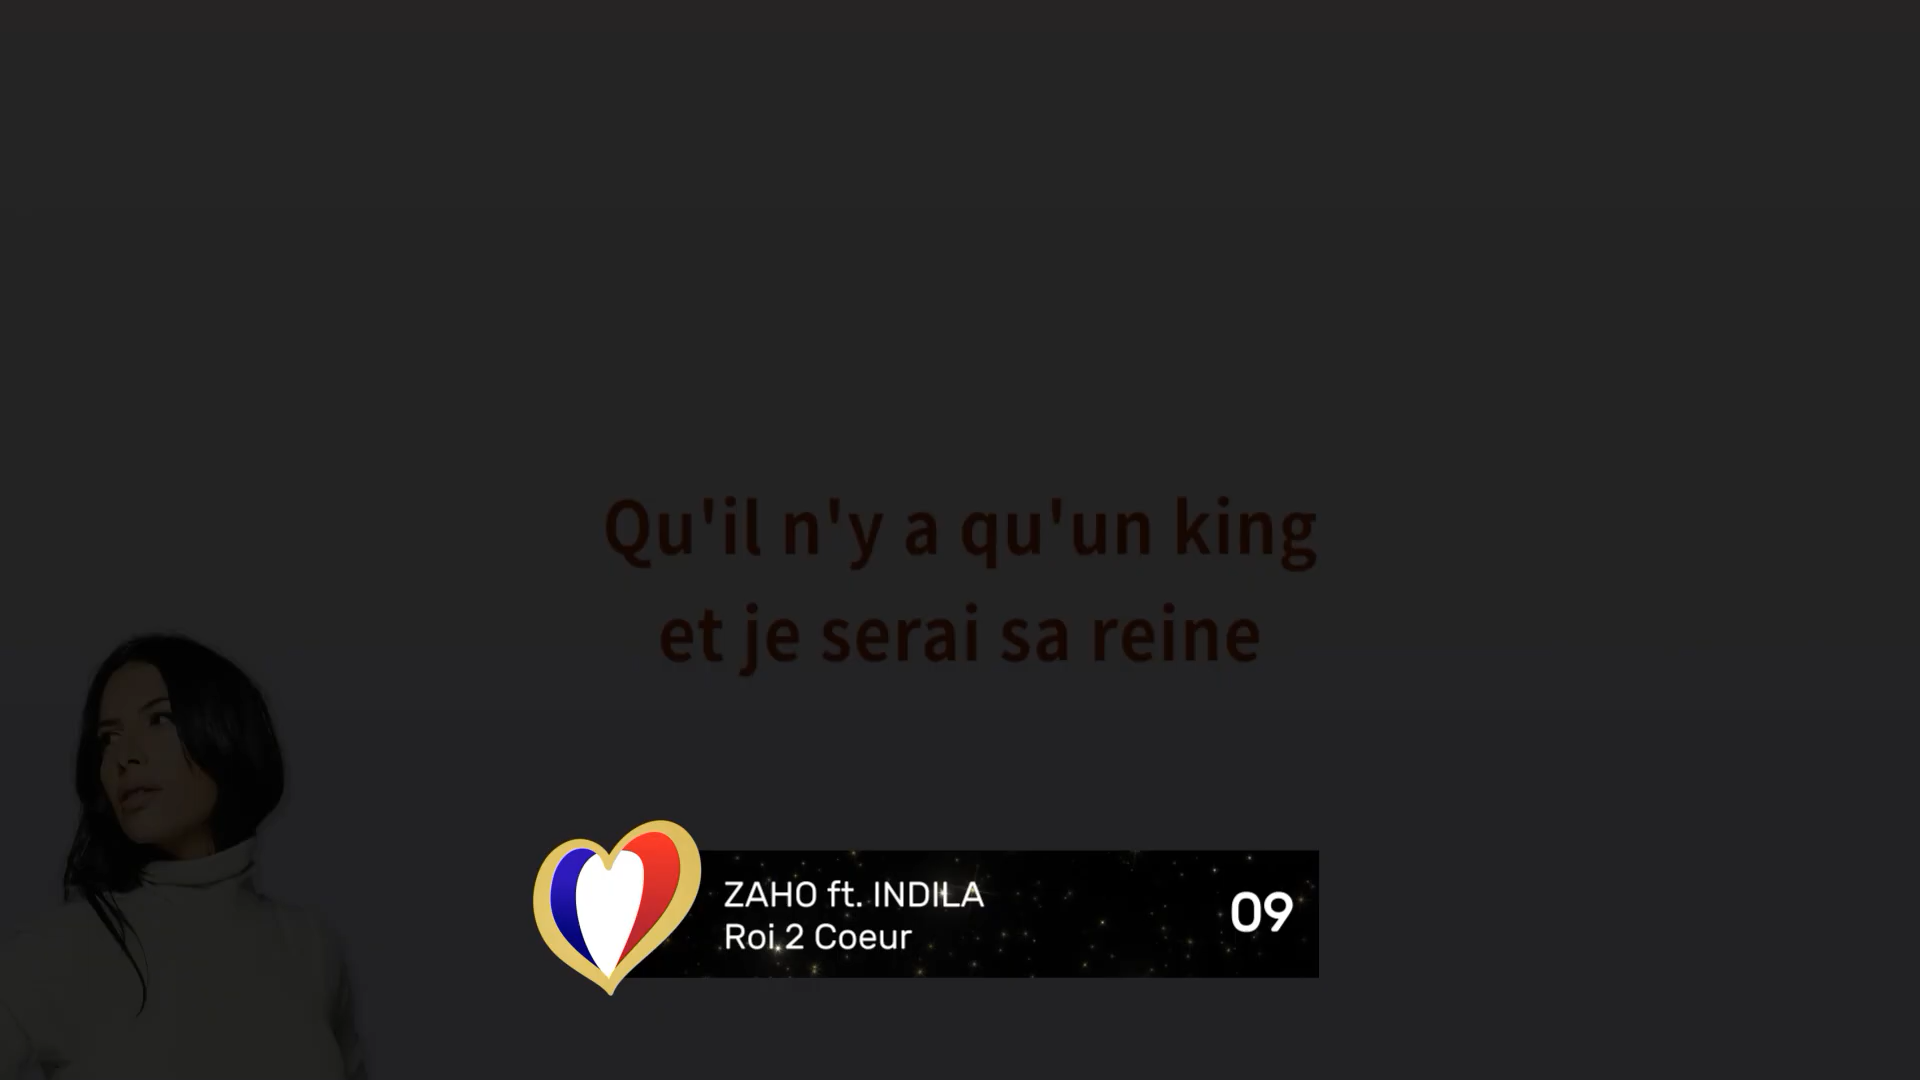 Qu'il n'y a qu'un king
et je serai sa reine
ZAHO ft. INDILA
Roi 2 Coeur
09